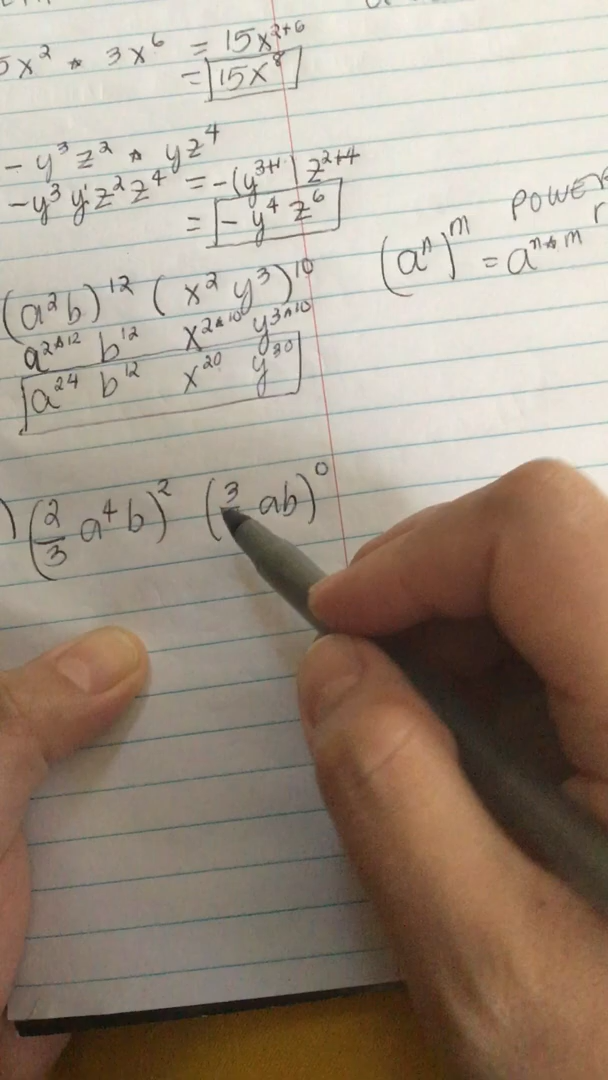 5x² * 3x⁶ = 15x²⁺⁶
= 15x⁸
- y³z² * yz⁴
-y³y¹z²z⁴ = -(y³⁺¹) z²⁺⁴
= -y⁴z⁶
POWER
(aⁿ)ᵐ = aⁿ*ᵐ
(a²b)¹² (x²y³)¹⁰
a²*¹² b¹² x²*¹⁰ y³*¹⁰
a²⁴ b¹² x²⁰ y³⁰
) (2/3 a⁴b)² (3/ ab)⁰